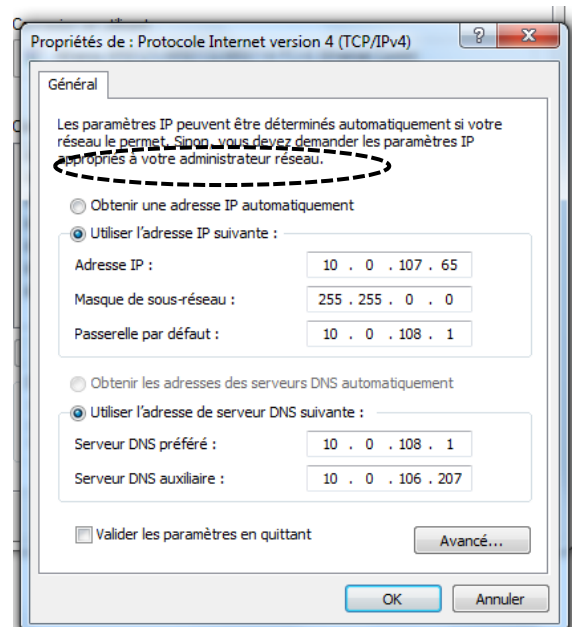 Propriétés de : Protocole Internet version 4 (TCP/IPv4)
?
X
Général
Les paramètres IP peuvent être déterminés automatiquement si votre
réseau le permet. Sinon, vous devez demander les paramètres IP
appropriés à votre administrateur réseau.
Obtenir une adresse IP automatiquement
Utiliser l'adresse IP suivante :
Adresse IP : 10 . 0 . 107 . 65
Masque de sous-réseau : 255 . 255 . 0 . 0
Passerelle par défaut : 10 . 0 . 108 . 1
Obtenir les adresses des serveurs DNS automatiquement
Utiliser l'adresse de serveur DNS suivante :
Serveur DNS préféré : 10 . 0 . 108 . 1
Serveur DNS auxiliaire : 10 . 0 . 106 . 207
Valider les paramètres en quittant
Avancé...
OK Annuler